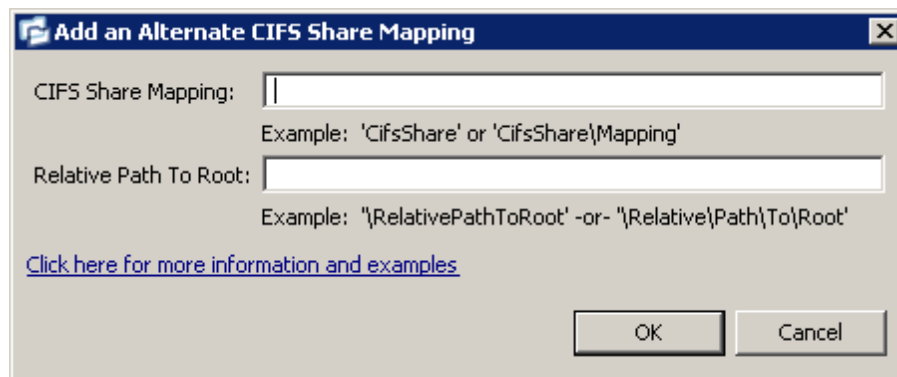 Add an Alternate CIFS Share Mapping
CIFS Share Mapping:
Example: 'CifsShare' or 'CifsShare\Mapping'
Relative Path To Root:
Example: '\RelativePathToRoot' -or- '\Relative\Path\To\Root'
Click here for more information and examples
OK Cancel